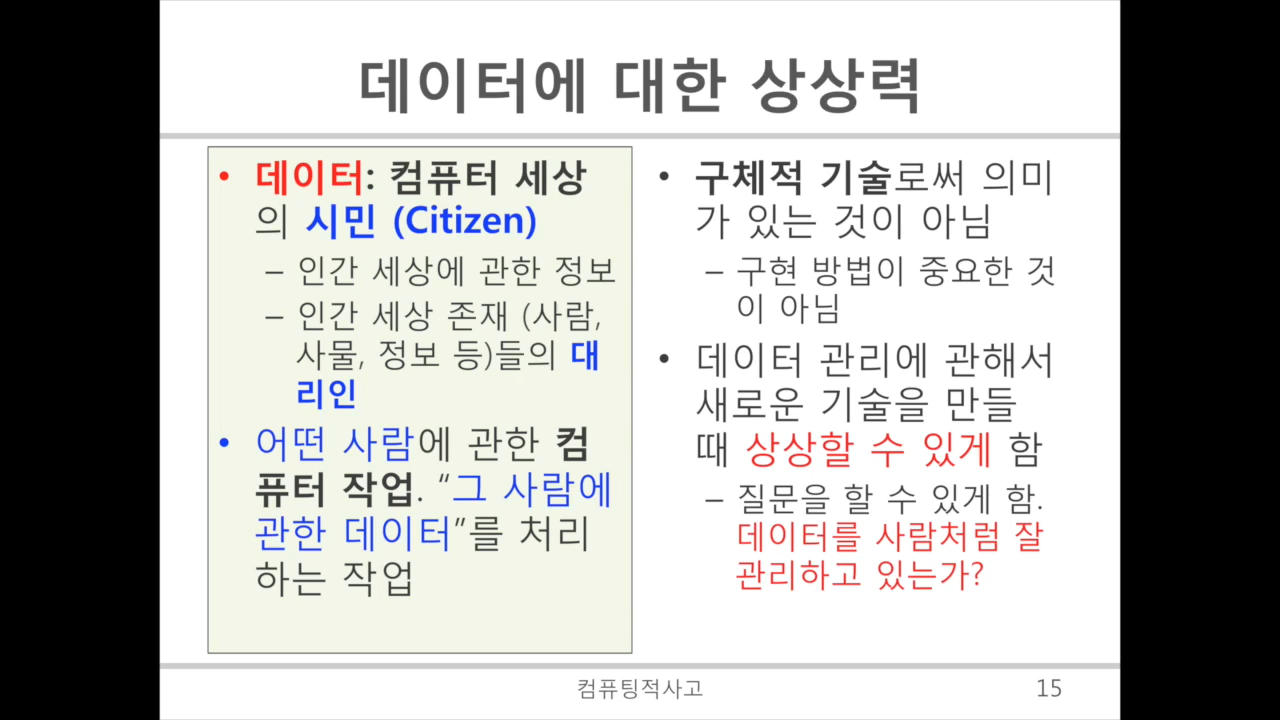 데이터에 대한 상상력
• 데이터: 컴퓨터 세상
의 시민 (Citizen)
– 인간 세상에 관한 정보
– 인간 세상 존재 (사람,
사물, 정보 등)들의 대
리인
• 어떤 사람에 관한 컴
퓨터 작업. “그 사람에
관한 데이터”를 처리
하는 작업
• 구체적 기술로써 의미
가 있는 것이 아님
– 구현 방법이 중요한 것
이 아님
• 데이터 관리에 관해서
새로운 기술을 만들
때 상상할 수 있게 함
– 질문을 할 수 있게 함.
데이터를 사람처럼 잘
관리하고 있는가?
컴퓨팅적사고
15